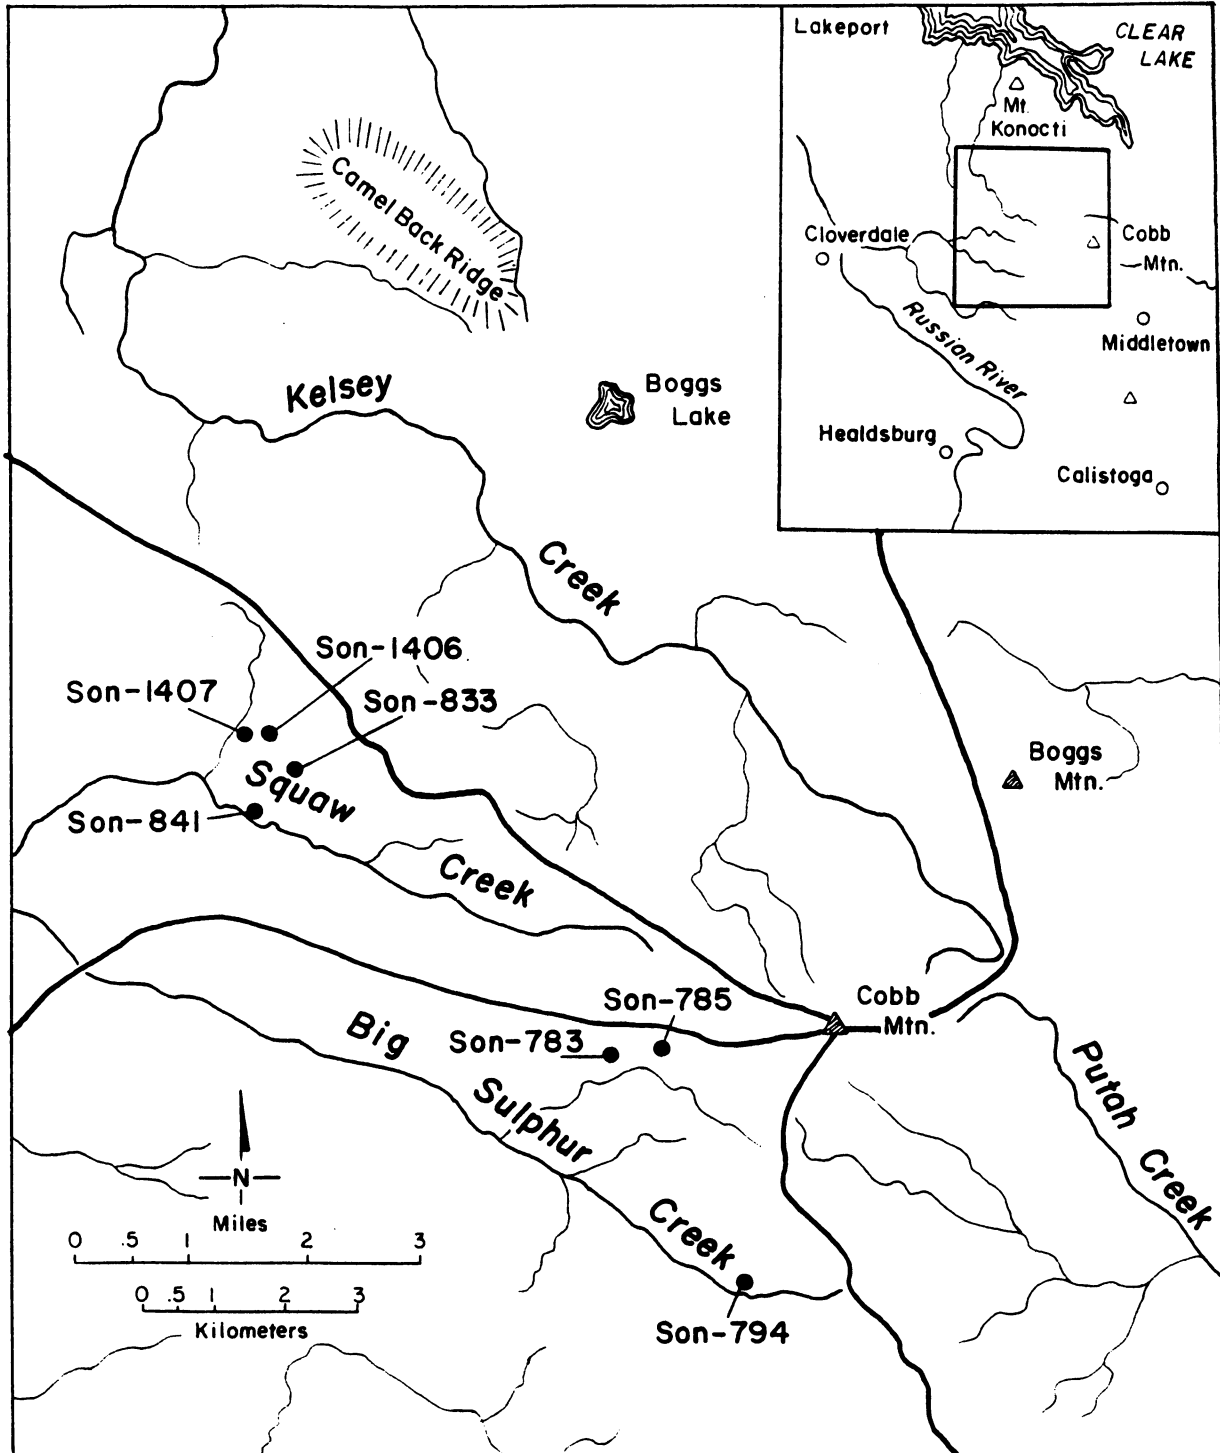 Lakeport
CLEAR
LAKE
Mt.
Konocti
Cloverdale
Cobb
Mtn.
Russian River
Middletown
Healdsburg
Calistoga
Camel Back Ridge
Kelsey
Creek
Boggs
Lake
Son-1406
Son-1407
Son-833
Squaw
Creek
Son-841
Boggs
Mtn.
Cobb
Mtn.
Son-785
Son-783
Big
Sulphur
Creek
Putah Creek
Son-794
N
Miles
0 .5 1 2 3
0 .5 1 2 3
Kilometers